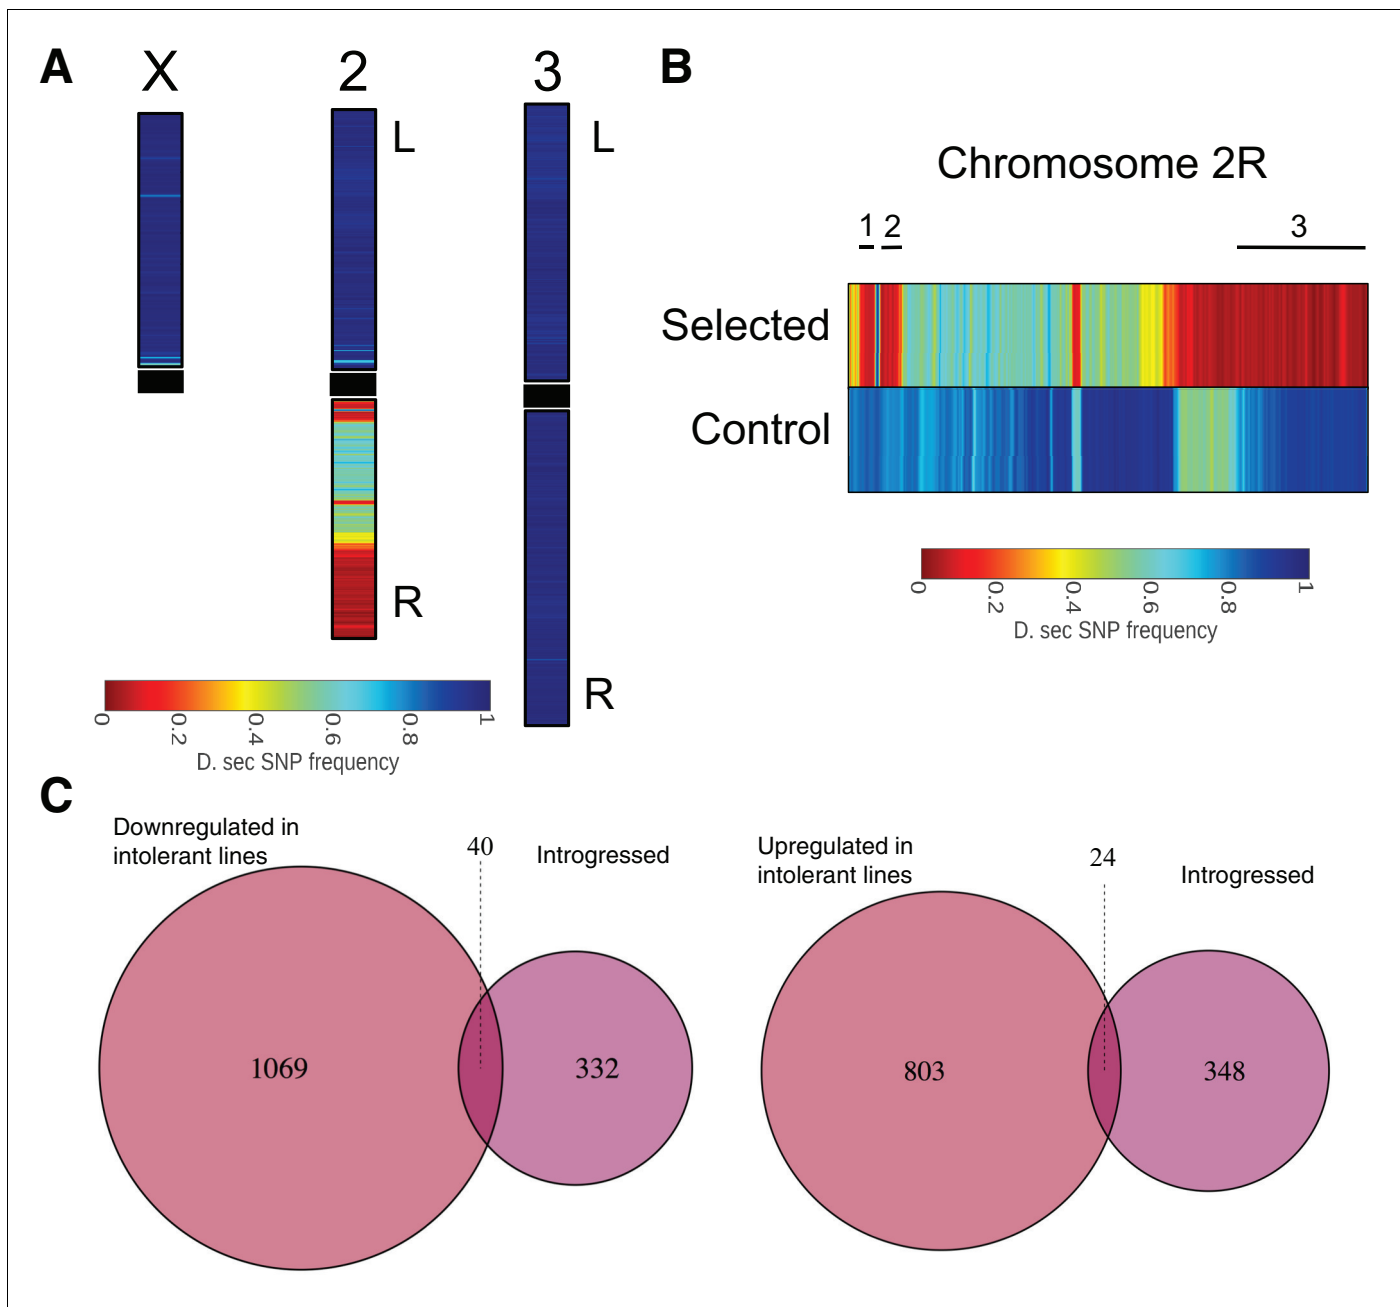 A
X
2
3
L
L
R
R
0
0.2
0.4
0.6
0.8
1
D. sec SNP frequency
B
Chromosome 2R
1
2
3
Selected
Control
0
0.2
0.4
0.6
0.8
1
D. sec SNP frequency
C
Downregulated in
intolerant lines
40
Introgressed
1069
332
Upregulated in
intolerant lines
24
Introgressed
803
348